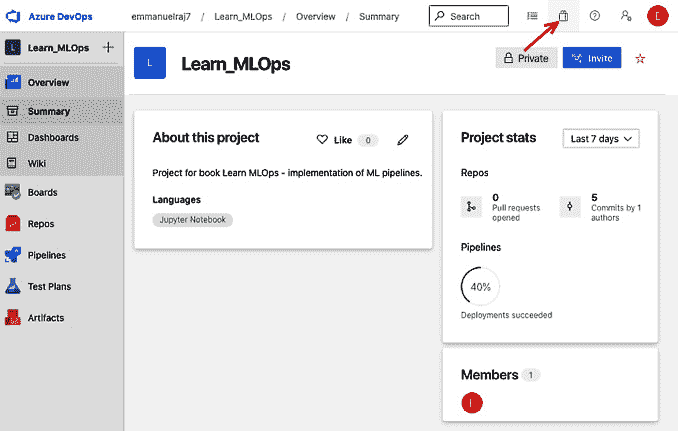 Azure DevOps
emmanuelraj7 / Learn_MLOps / Overview / Summary
Search
E
L
Learn_MLOps
+
Overview
Summary
Dashboards
Wiki
Boards
Repos
Pipelines
Test Plans
Artifacts
L
Learn_MLOps
Private
Invite
About this project
Like 0
Project for book Learn MLOps - implementation of ML pipelines.
Languages
Jupyter Notebook
Project stats
Last 7 days
Repos
0
Pull requests
opened
5
Commits by 1
authors
Pipelines
40%
Deployments succeeded
Members 1